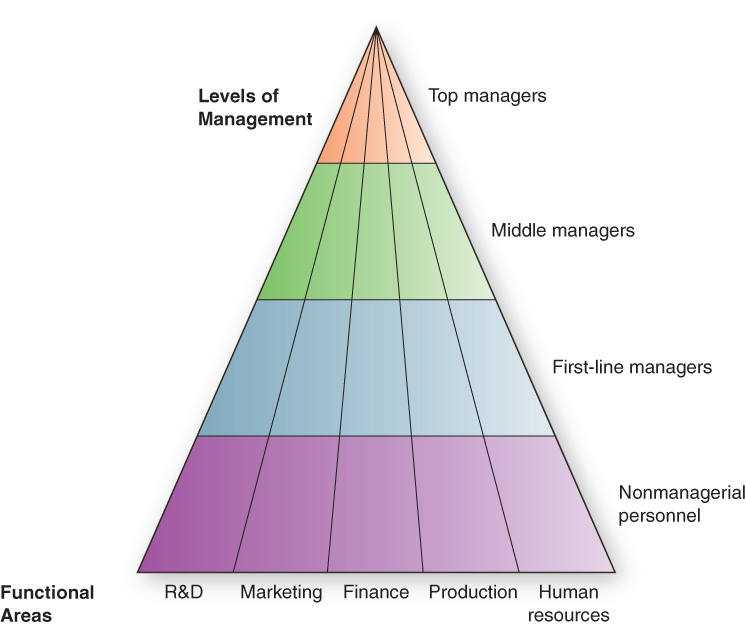 Levels of
Management
Top managers
Middle managers
First-line managers
Nonmanagerial
personnel
Functional
Areas
R&D
Marketing
Finance
Production
Human
resources